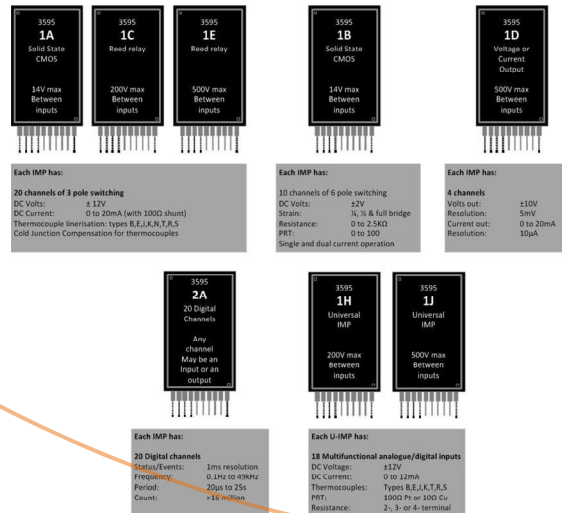 3595
1A
Solid State
CMOS
14V max
Between
inputs
3595
1C
Reed relay
200V max
Between
inputs
3595
1E
Reed relay
500V max
Between
inputs
3595
1B
Solid State
CMOS
14V max
Between
inputs
3595
1D
Voltage or
Current
Output
500V max
Between
inputs
Each IMP has:
20 channels of 3 pole switching
DC Volts: ± 12V
DC Current: 0 to 20mA (with 100Ω shunt)
Thermocouple linerisation: types B,E,J,K,N,T,R,S
Cold Junction Compensation for thermocouples
Each IMP has:
10 channels of 6 pole switching
DC Volts: ±2V
Strain: ¼, ½ & full bridge
Resistance: 0 to 2.5KΩ
PRT: 0 to 100
Single and dual current operation
Each IMP has:
4 channels
Volts out: ±10V
Resolution: 5mV
Current out: 0 to 20mA
Resolution: 10µA
3595
2A
20 Digital
Channels
Any
channel
May be an
Input or an
output
3595
1H
Universal
IMP
200V max
Between
inputs
3595
1J
Universal
IMP
500V max
Between
inputs
Each IMP has:
20 Digital channels
Status/Events: 1ms resolution
Frequency: 0.1Hz to 49kHz
Period: 20µs to 25s
Count: >16 million
Each U-IMP has:
18 Multifunctional analogue/digital inputs
DC Voltage: ±12V
DC Current: 0 to 12mA
Thermocouples: Types B,E,J,K,T,R,S
PRT: 100Ω Pt or 10Ω Cu
Resistance: 2-, 3- or 4- terminal